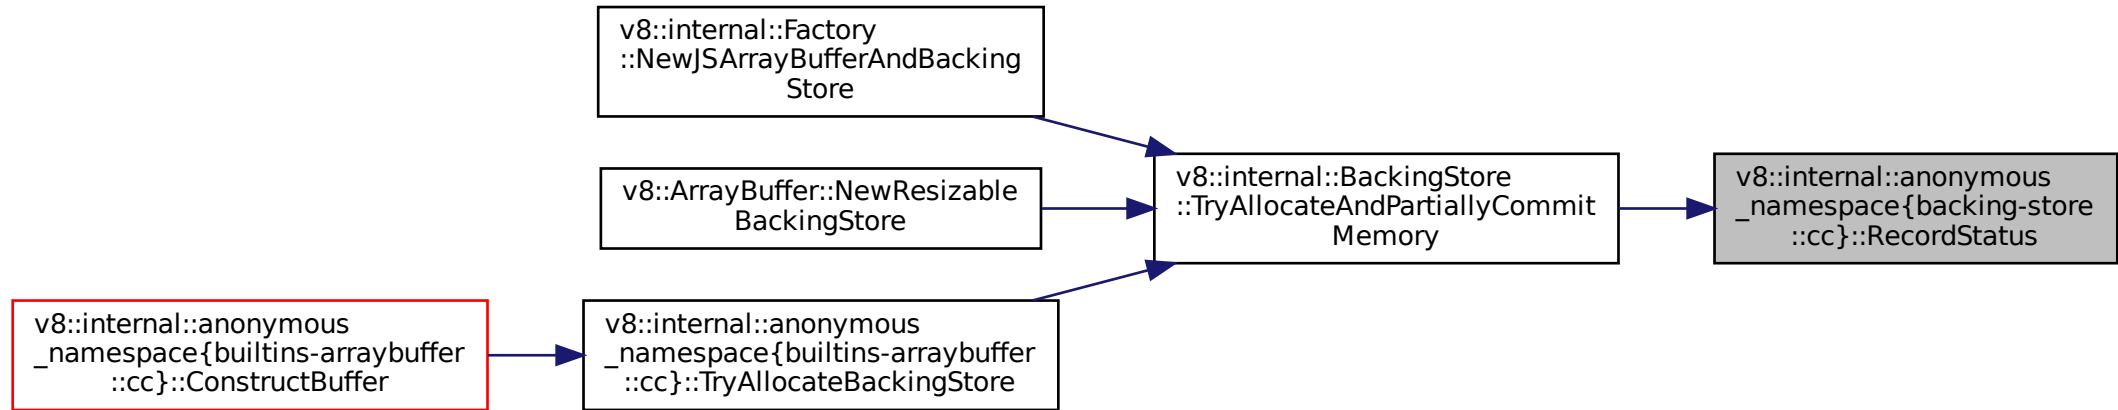 v8::internal::Factory
::NewJSArrayBufferAndBacking
Store
v8::ArrayBuffer::NewResizable
BackingStore
v8::internal::BackingStore
::TryAllocateAndPartiallyCommit
Memory
v8::internal::anonymous
_namespace{backing-store
::cc}::RecordStatus
v8::internal::anonymous
_namespace{builtins-arraybuffer
::cc}::ConstructBuffer
v8::internal::anonymous
_namespace{builtins-arraybuffer
::cc}::TryAllocateBackingStore